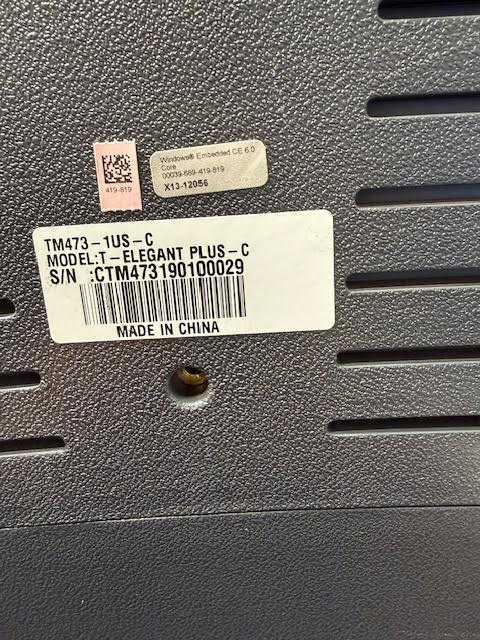 419-819
Windows® Embedded CE 6.0
Core
00039-689-419-819
X13-12056
TM473-1US-C
MODEL:T-ELEGANT PLUS-C
S/N :CTM473190100029
MADE IN CHINA